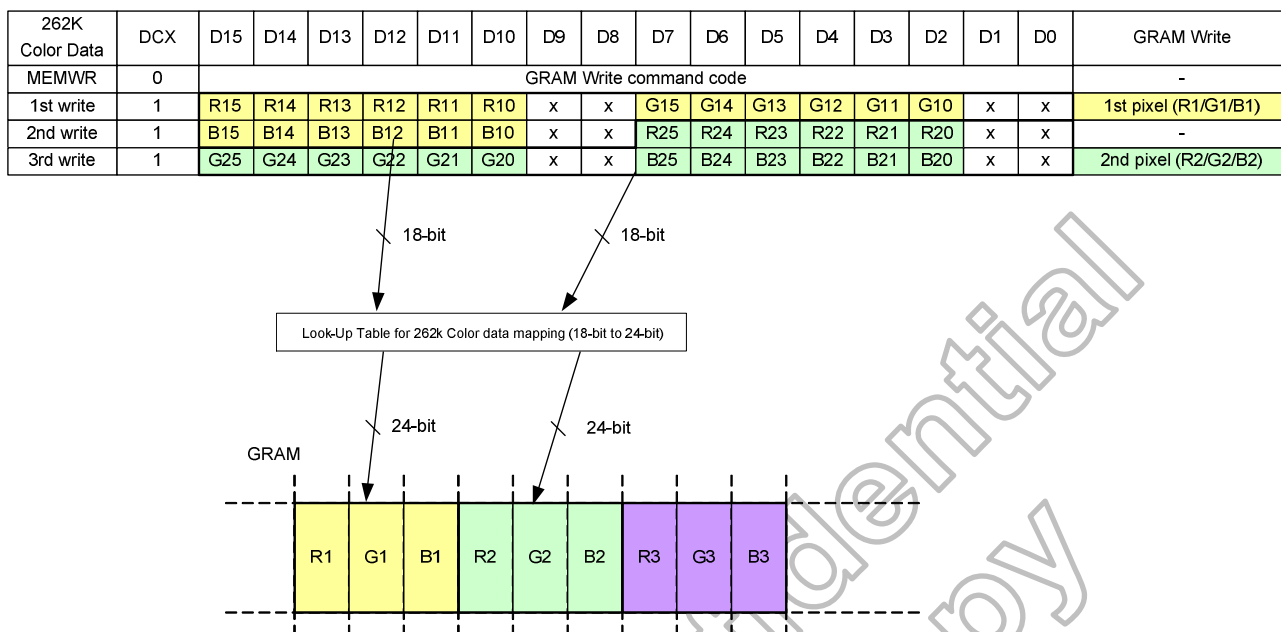 262K Color Data DCX D15 D14 D13 D12 D11 D10 D9 D8 D7 D6 D5 D4 D3 D2 D1 D0 GRAM Write
MEMWR 0 GRAM Write command code -
1st write 1 R15 R14 R13 R12 R11 R10 x x G15 G14 G13 G12 G11 G10 x x 1st pixel (R1/G1/B1)
2nd write 1 B15 B14 B13 B12 B11 B10 x x R25 R24 R23 R22 R21 R20 x x -
3rd write 1 G25 G24 G23 G22 G21 G20 x x B25 B24 B23 B22 B21 B20 x x 2nd pixel (R2/G2/B2)
18-bit 18-bit
Look-Up Table for 262k Color data mapping (18-bit to 24-bit)
24-bit 24-bit
GRAM
R1 G1 B1 R2 G2 B2 R3 G3 B3